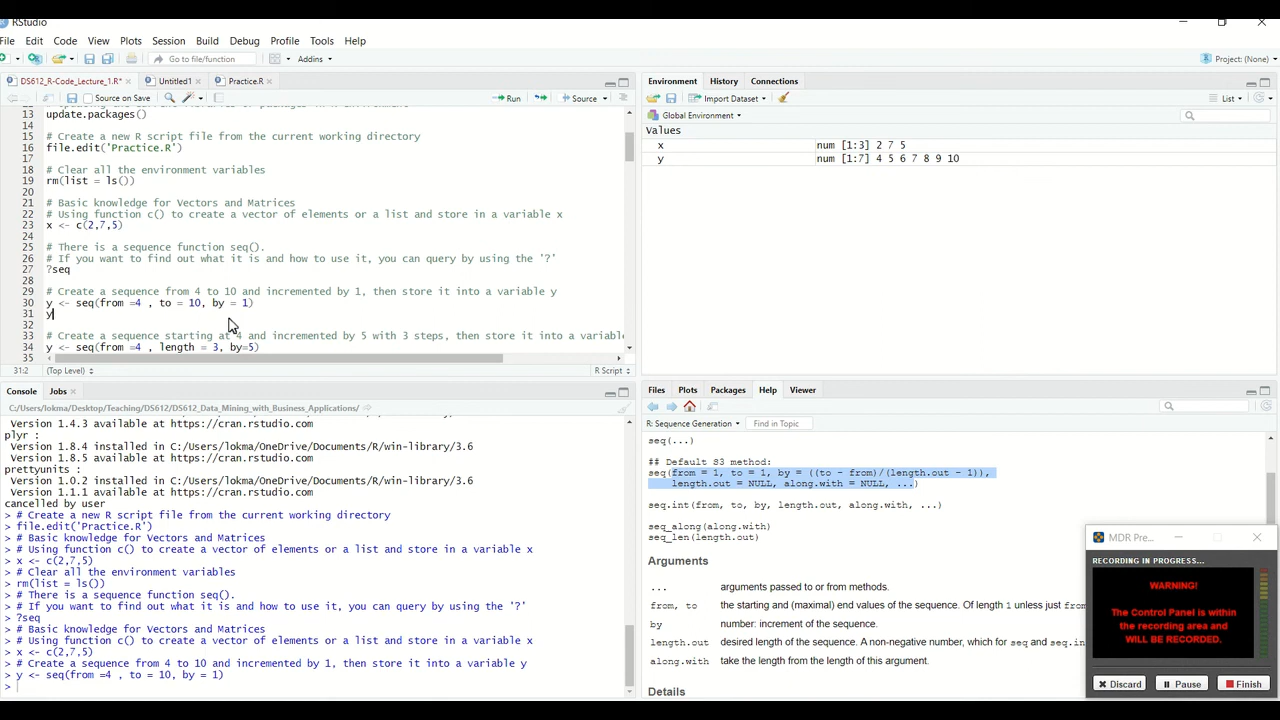 RStudio
File Edit Code View Plots Session Build Debug Profile Tools Help
Go to file/function Addins Project: (None)
DS612_R-Code_Lecture_1.R* Untitled1 Practice.R
Source on Save Run Source
13 update.packages()
14
15 # Create a new R script file from the current working directory
16 file.edit('Practice.R')
17
18 # Clear all the environment variables
19 rm(list = ls())
20
21 # Basic knowledge for Vectors and Matrices
22 # Using function c() to create a vector of elements or a list and store in a variable x
23 x <- c(2,7,5)
24
25 # There is a sequence function seq().
26 # If you want to find out what it is and how to use it, you can query by using the '?'
27 ?seq
28
29 # Create a sequence from 4 to 10 and incremented by 1, then store it into a variable y
30 y <- seq(from =4 , to = 10, by = 1)
31 y
32
33 # Create a sequence starting at 4 and incremented by 5 with 3 steps, then store it into a variabl
34 y <- seq(from =4 , length = 3, by=5)
35
31:2 (Top Level) R Script
Console Jobs
C:/Users/lokma/Desktop/Teaching/DS612/DS612_Data_Mining_with_Business_Applications/
Version 1.4.3 available at https://cran.rstudio.com
plyr :
Version 1.8.4 installed in C:/Users/lokma/OneDrive/Documents/R/win-library/3.6
Version 1.8.5 available at https://cran.rstudio.com
prettyunits :
Version 1.0.2 installed in C:/Users/lokma/OneDrive/Documents/R/win-library/3.6
Version 1.1.1 available at https://cran.rstudio.com
cancelled by user
> # Create a new R script file from the current working directory
> file.edit('Practice.R')
> # Basic knowledge for Vectors and Matrices
> # Using function c() to create a vector of elements or a list and store in a variable x
> x <- c(2,7,5)
> # Clear all the environment variables
> rm(list = ls())
> # There is a sequence function seq().
> # If you want to find out what it is and how to use it, you can query by using the '?'
> ?seq
> # Basic knowledge for Vectors and Matrices
> # Using function c() to create a vector of elements or a list and store in a variable x
> x <- c(2,7,5)
> # Create a sequence from 4 to 10 and incremented by 1, then store it into a variable y
> y <- seq(from =4 , to = 10, by = 1)
>
Environment History Connections
Import Dataset List
Global Environment
Values
x num [1:3] 2 7 5
y num [1:7] 4 5 6 7 8 9 10
Files Plots Packages Help Viewer
R: Sequence Generation Find in Topic
seq(...)
## Default S3 method:
seq(from = 1, to = 1, by = ((to - from)/(length.out - 1)),
length.out = NULL, along.with = NULL, ...)
seq.int(from, to, by, length.out, along.with, ...)
seq_along(along.with)
seq_len(length.out)
Arguments
... arguments passed to or from methods.
from, to the starting and (maximal) end values of the sequence. Of length 1 unless just from
by number: increment of the sequence.
length.out desired length of the sequence. A non-negative number, which for seq and seq.in
along.with take the length from the length of this argument.
Details
MDR Pre...
RECORDING IN PROGRESS...
WARNING!
The Control Panel is within
the recording area and
WILL BE RECORDED.
Discard Pause Finish